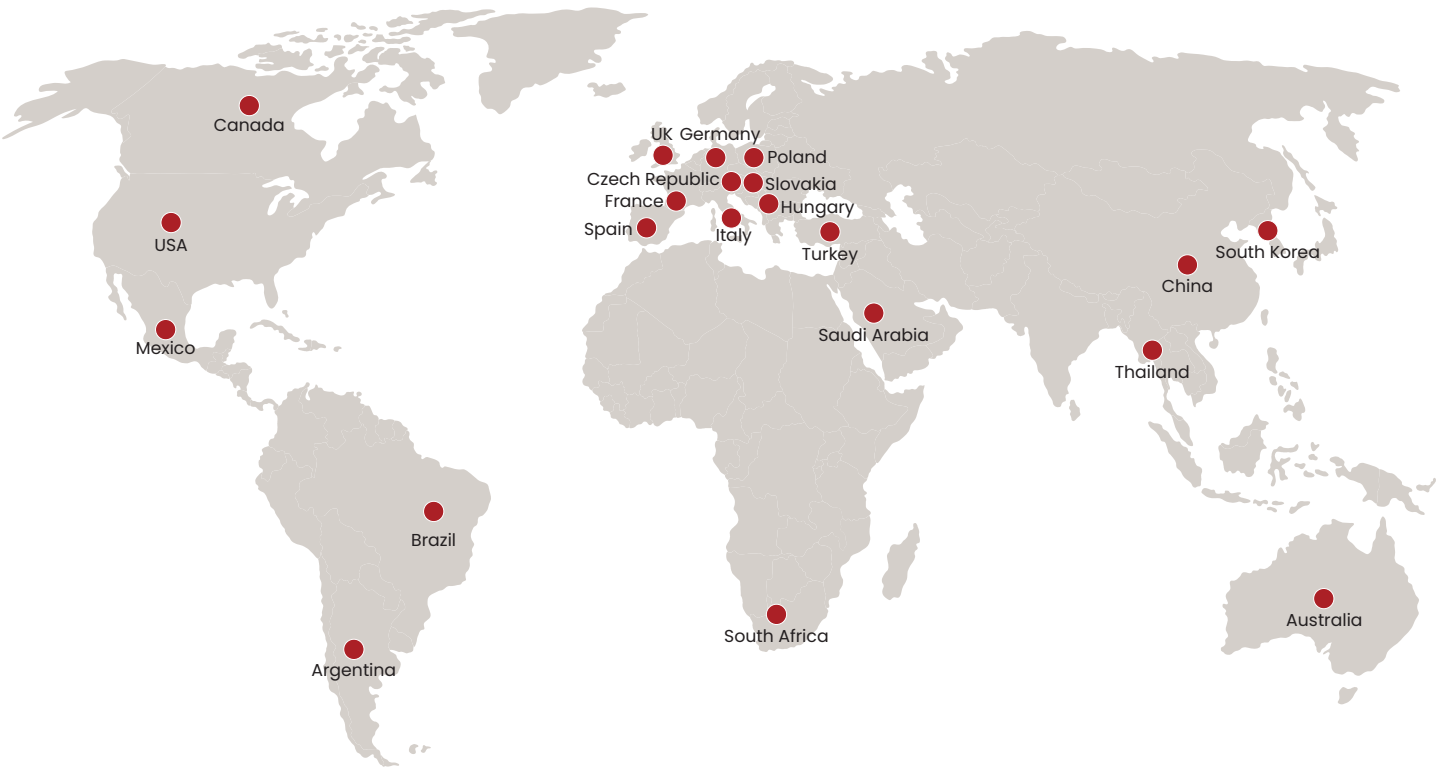 Canada
UK Germany
Poland
Czech Republic
Slovakia
France
Hungary
Spain
Italy
USA
Turkey
South Korea
China
Saudi Arabia
Mexico
Thailand
Brazil
Australia
South Africa
Argentina